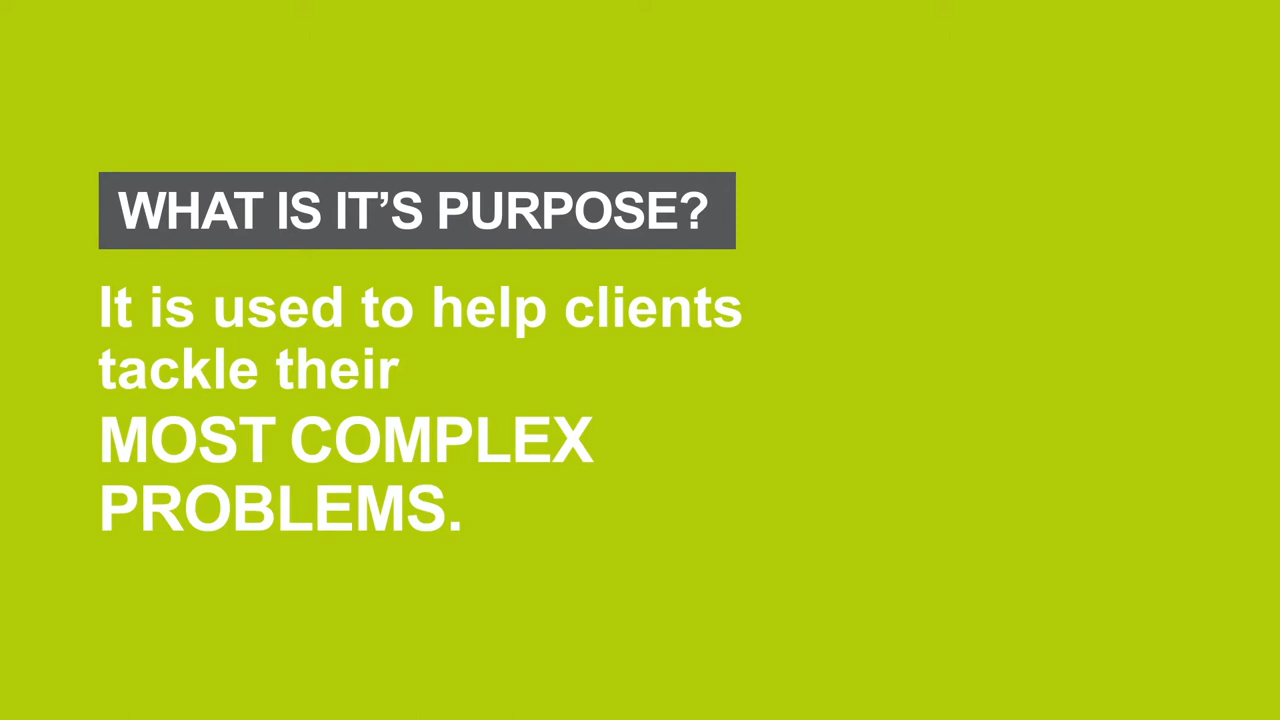 WHAT IS IT’S PURPOSE?
It is used to help clients
tackle their
MOST COMPLEX
PROBLEMS.